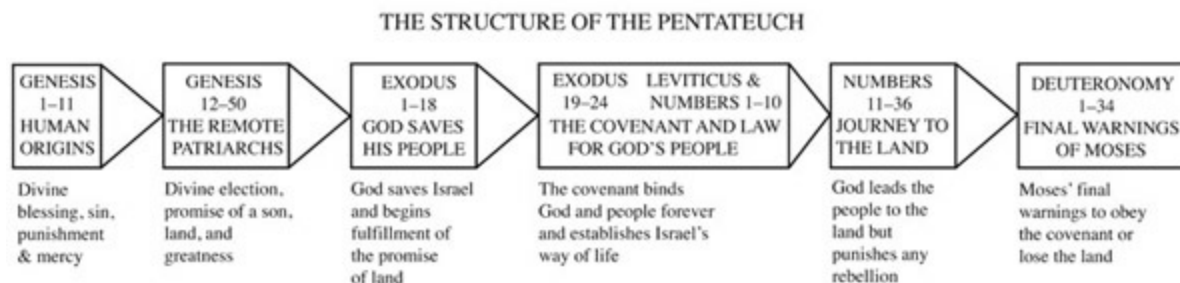 THE STRUCTURE OF THE PENTATEUCH
GENESIS
1–11
HUMAN
ORIGINS
GENESIS
12–50
THE REMOTE
PATRIARCHS
EXODUS
1–18
GOD SAVES
HIS PEOPLE
EXODUS LEVITICUS &
19–24 NUMBERS 1–10
THE COVENANT AND LAW
FOR GOD'S PEOPLE
NUMBERS
11–36
JOURNEY TO
THE LAND
DEUTERONOMY
1–34
FINAL WARNINGS
OF MOSES
Divine
blessing, sin,
punishment
& mercy
Divine election,
promise of a son,
land, and
greatness
God saves Israel
and begins
fulfillment of
the promise
of land
The covenant binds
God and people forever
and establishes Israel's
way of life
God leads the
people to the
land but
punishes any
rebellion
Moses' final
warnings to obey
the covenant or
lose the land